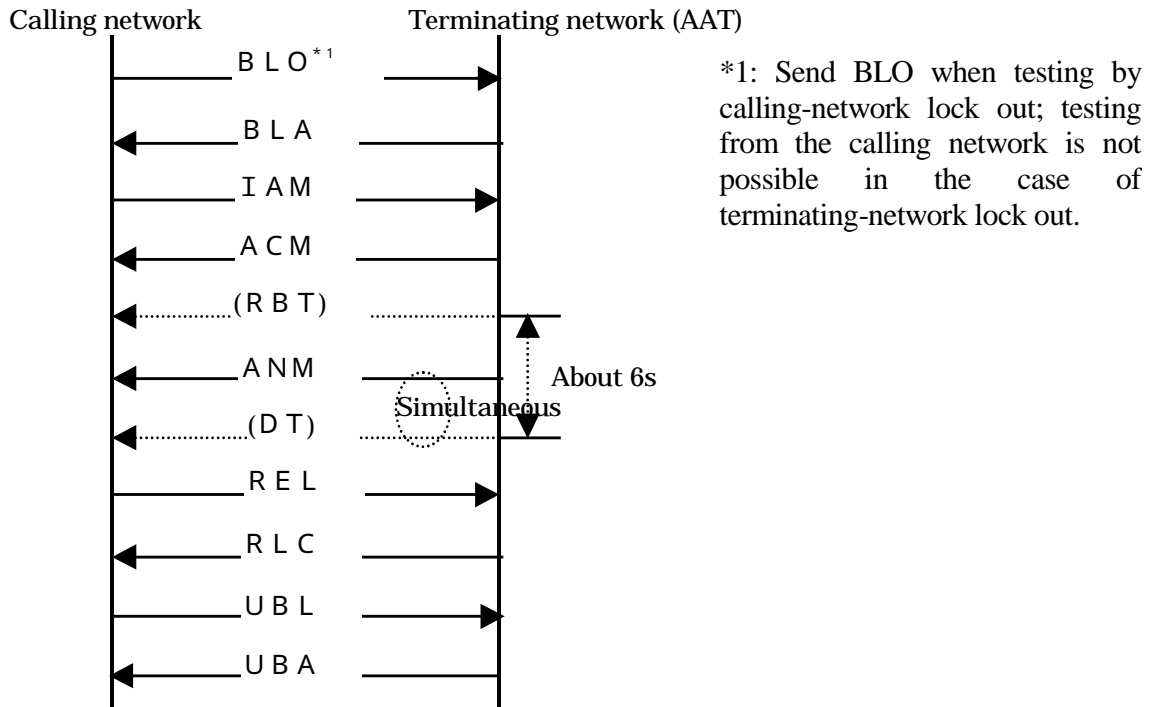 Calling network Terminating network (AAT)
BLO*1
*1: Send BLO when testing by
calling-network lock out; testing
from the calling network is not
possible in the case of
terminating-network lock out.
BLA
IAM
ACM
(RBT)
ANM
About 6s
Simultaneous
(DT)
REL
RLC
UBL
UBA